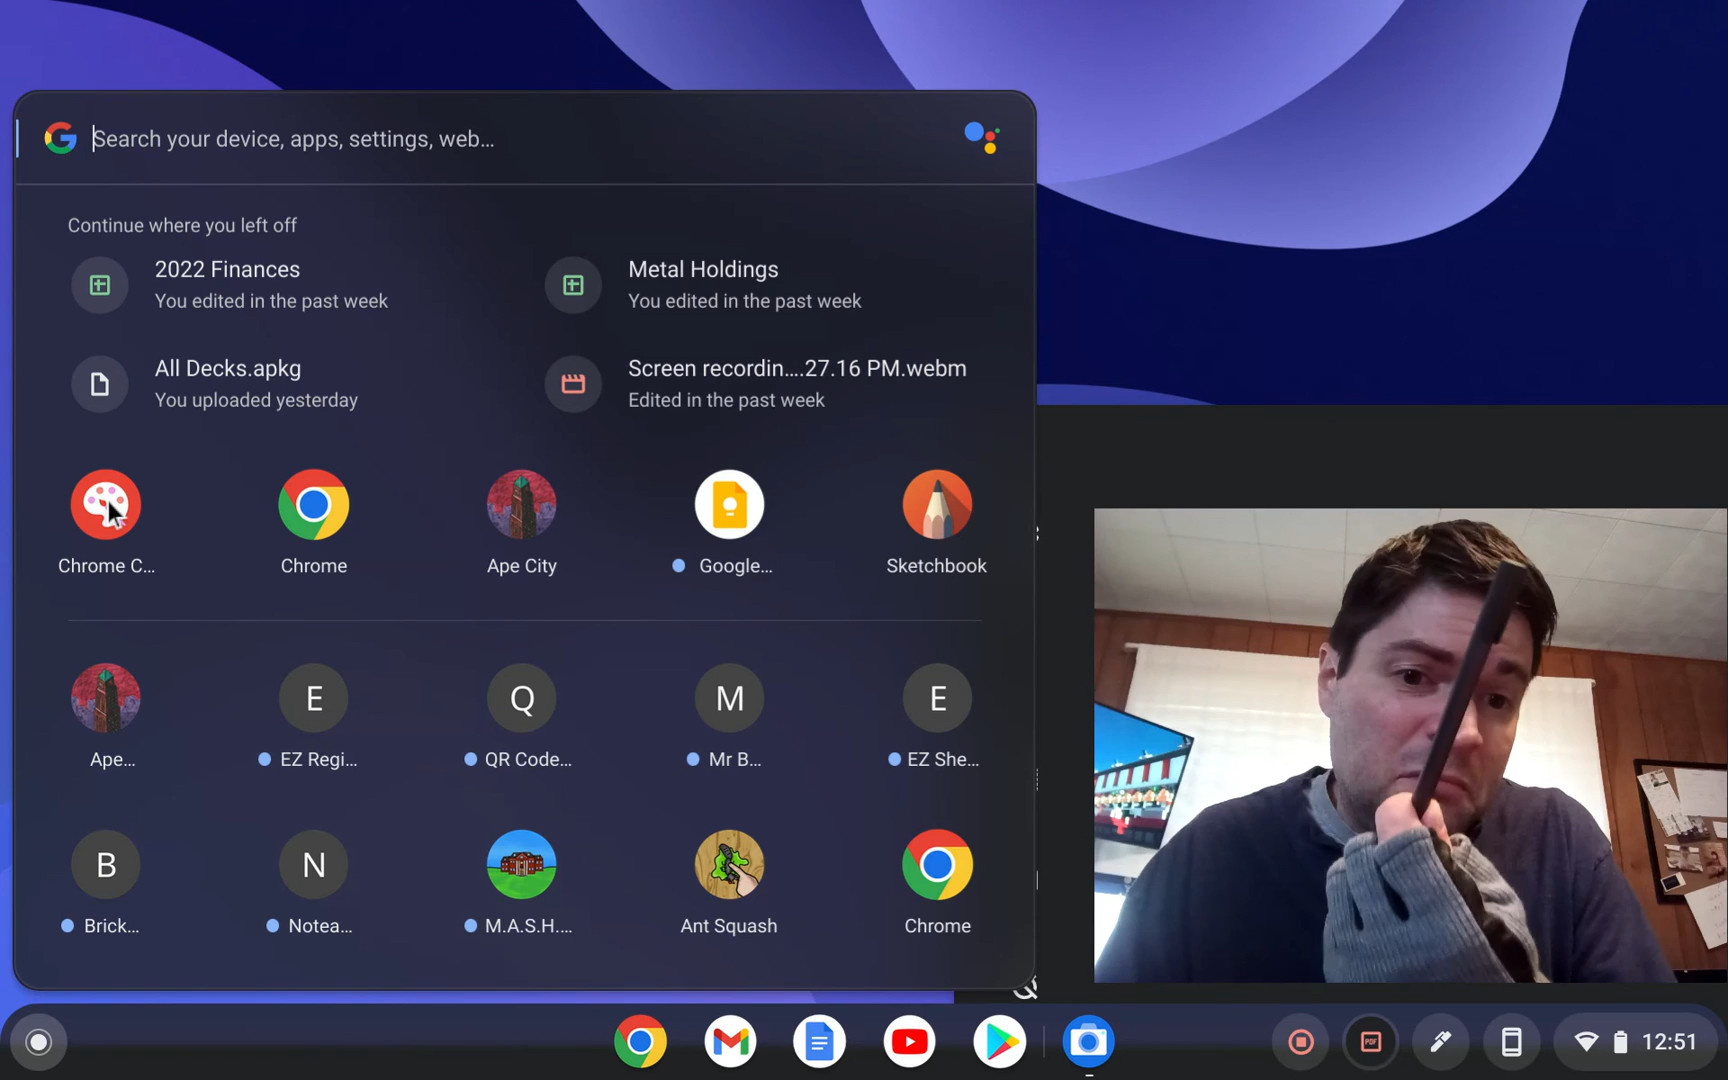 Search your device, apps, settings, web...
Continue where you left off
2022 Finances
You edited in the past week
Metal Holdings
You edited in the past week
All Decks.apkg
You uploaded yesterday
Screen recordin....27.16 PM.webm
Edited in the past week
Chrome C...
Chrome
Ape City
Google...
Sketchbook
E
Q
M
E
Ape...
EZ Regi...
QR Code...
Mr B...
EZ She...
B
N
Brick...
Notea...
M.A.S.H....
Ant Squash
Chrome
PDF
12:51